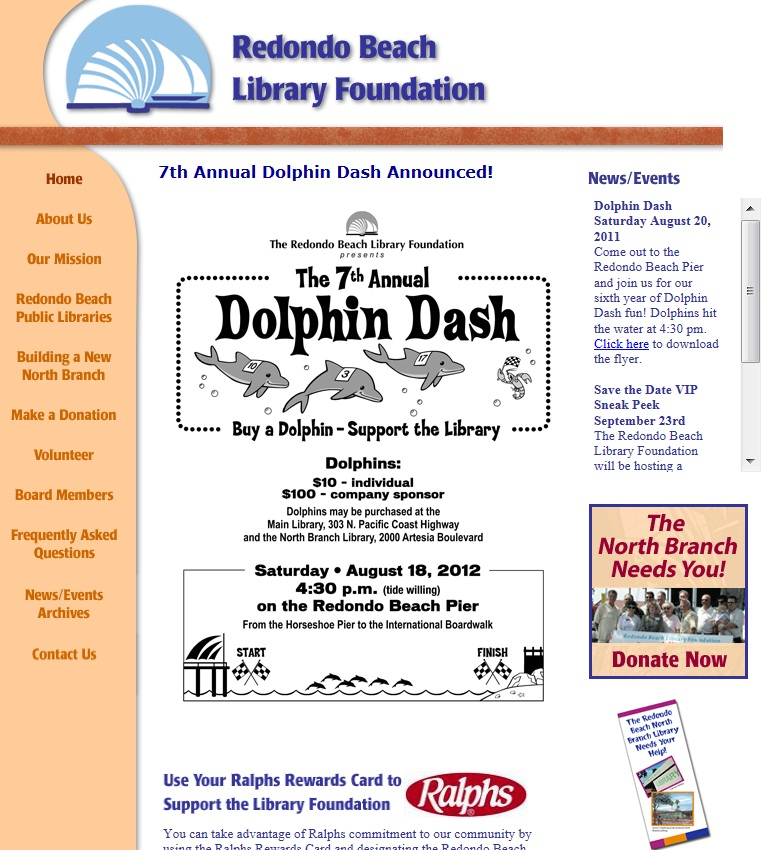 Redondo Beach
Library Foundation
Home
About Us
Our Mission
Redondo Beach
Public Libraries
Building a New
North Branch
Make a Donation
Volunteer
Board Members
Frequently Asked
Questions
News/Events
Archives
Contact Us
7th Annual Dolphin Dash Announced!
The Redondo Beach Library Foundation
presents
The 7th Annual
Dolphin Dash
10
3
17
Buy a Dolphin – Support the Library
Dolphins:
$10 - individual
$100 - company sponsor
Dolphins may be purchased at the
Main Library, 303 N. Pacific Coast Highway
and the North Branch Library, 2000 Artesia Boulevard
Saturday • August 18, 2012
4:30 p.m. (tide willing)
on the Redondo Beach Pier
From the Horseshoe Pier to the International Boardwalk
START
FINISH
Use Your Ralphs Rewards Card to
Support the Library Foundation
Ralphs
You can take advantage of Ralphs commitment to our community by
using the Ralphs Rewards Card and designating the Redondo Beach
News/Events
Dolphin Dash
Saturday August 20,
2011
Come out to the
Redondo Beach Pier
and join us for our
sixth year of Dolphin
Dash fun! Dolphins hit
the water at 4:30 pm.
Click here to download
the flyer.
Save the Date VIP
Sneak Peek
September 23rd
The Redondo Beach
Library Foundation
will be hosting a
The
North Branch
Needs You!
Redondo Beach Library Foundation
Donate Now
The Redondo
Beach North
Branch Library
Needs Your
Help!
LIBRARY